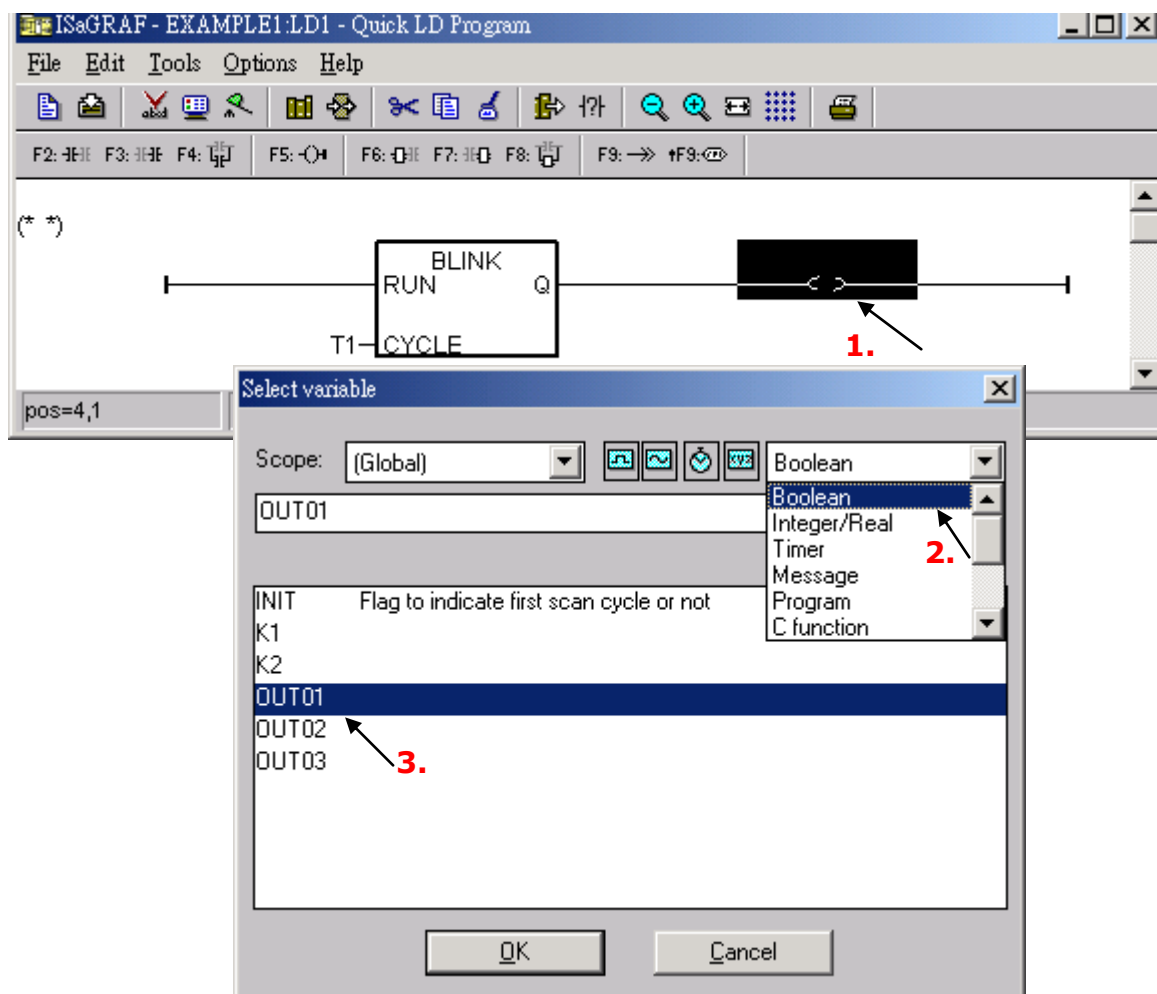 ISaGRAF - EXAMPLE1:LD1 - Quick LD Program
File Edit Tools Options Help
F2: F3: F4: F5: F6: F7: F8: F9: F9:
(* *)
BLINK
RUN Q
T1 CYCLE
1.
pos=4,1
Select variable
Scope: (Global) xyz Boolean
OUT01
Boolean
Integer/Real
Timer
Message
Program
C function
2.
INIT Flag to indicate first scan cycle or not
K1
K2
OUT01
OUT02
OUT03
3.
OK Cancel